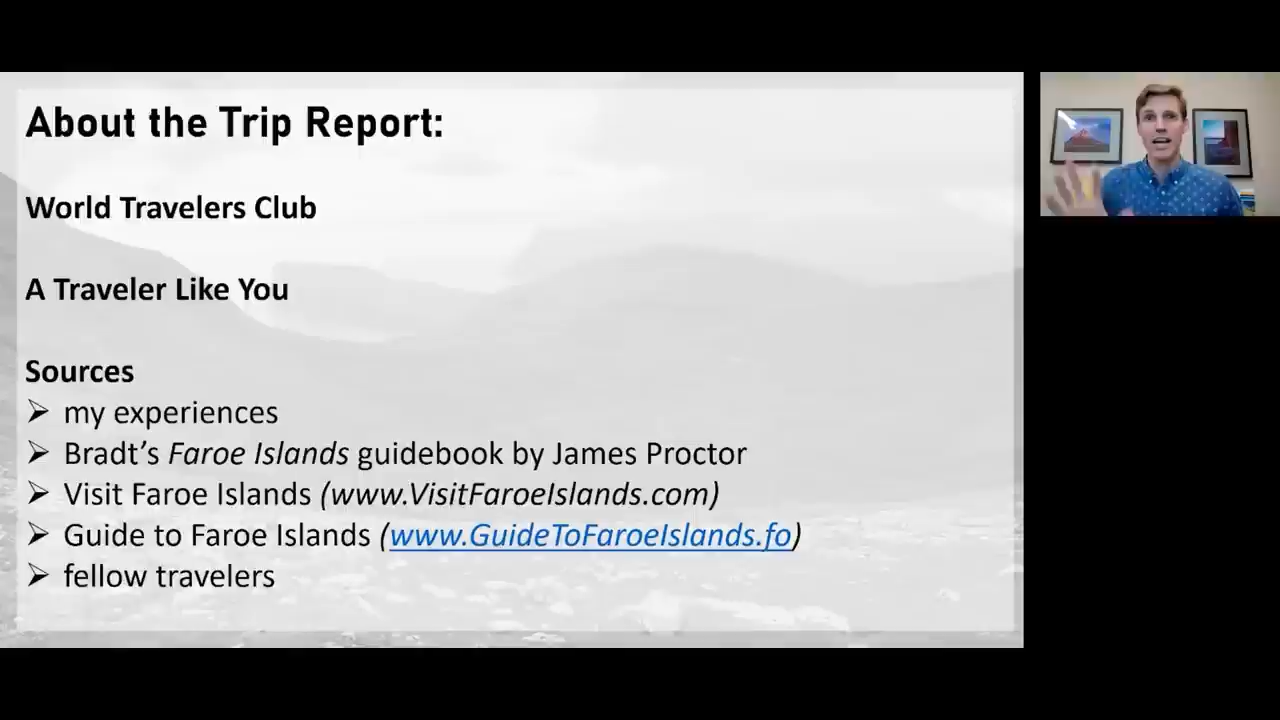 About the Trip Report:
World Travelers Club
A Traveler Like You
Sources
➢ my experiences
➢ Bradt’s Faroe Islands guidebook by James Proctor
➢ Visit Faroe Islands (www.VisitFaroeIslands.com)
➢ Guide to Faroe Islands (www.GuideToFaroeIslands.fo)
➢ fellow travelers